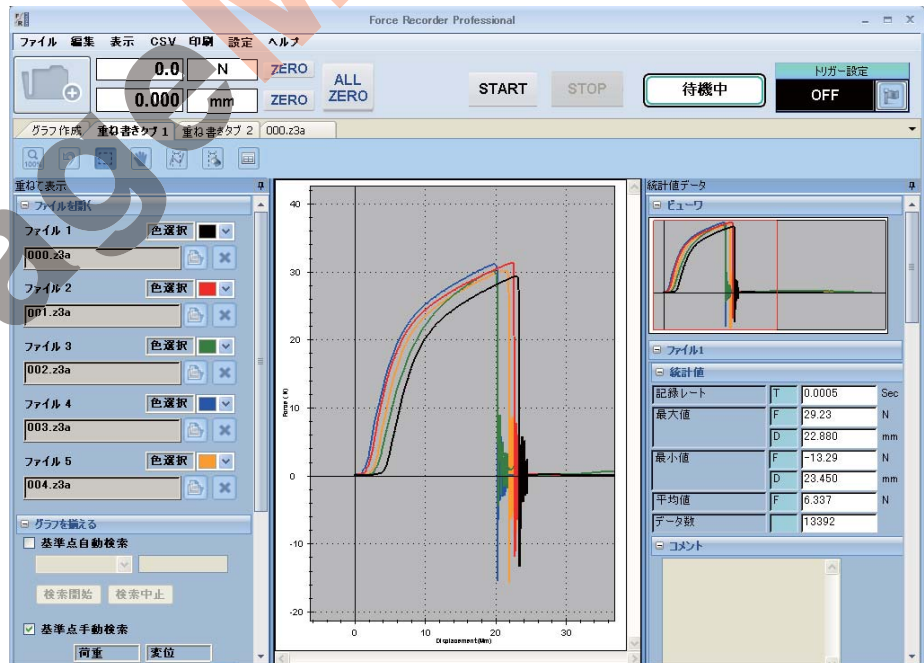 Force Recorder Professional
ファイル 編集 表示 CSV 印刷 設定 ヘルプ
0.0 N ZERO
0.000 mm ZERO
ALL ZERO
START
STOP
待機中
トリガー設定
OFF
グラフ作成 重ね書きタブ 1 重ね書きタブ 2 000.z3a
100%
重ねて表示
ファイルを開く
ファイル 1 色選択
000.z3a
ファイル 2 色選択
001.z3a
ファイル 3 色選択
002.z3a
ファイル 4 色選択
003.z3a
ファイル 5 色選択
004.z3a
グラフを揃える
基準点自動検索
検索開始 検索中止
基準点手動検索
荷重 変位
40
30
20
10
0
-10
-20
0 10 20 30
Displacement(Mm)
統計値データ
ビューワ
ファイル1
統計値
記録レート T 0.0005 Sec
最大値 F 29.23 N
D 22.880 mm
最小値 F -13.29 N
D 23.450 mm
平均値 F 6.337 N
データ数 13392
コメント